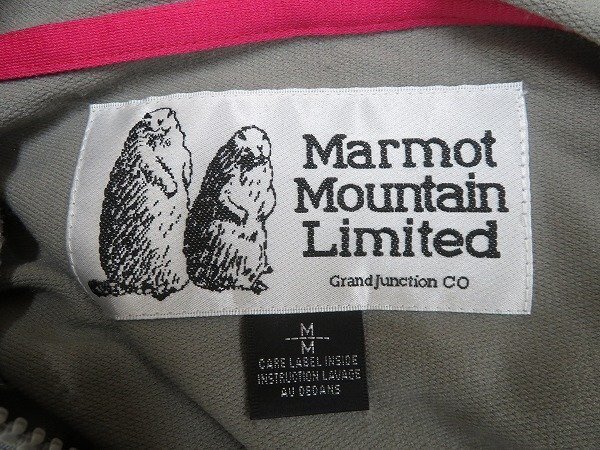 Marmot
Mountain
Limited
Grand Junction CO
M
M
CARE LABEL INSIDE
INSTRUCTION LAVAGE
AU DEDANS